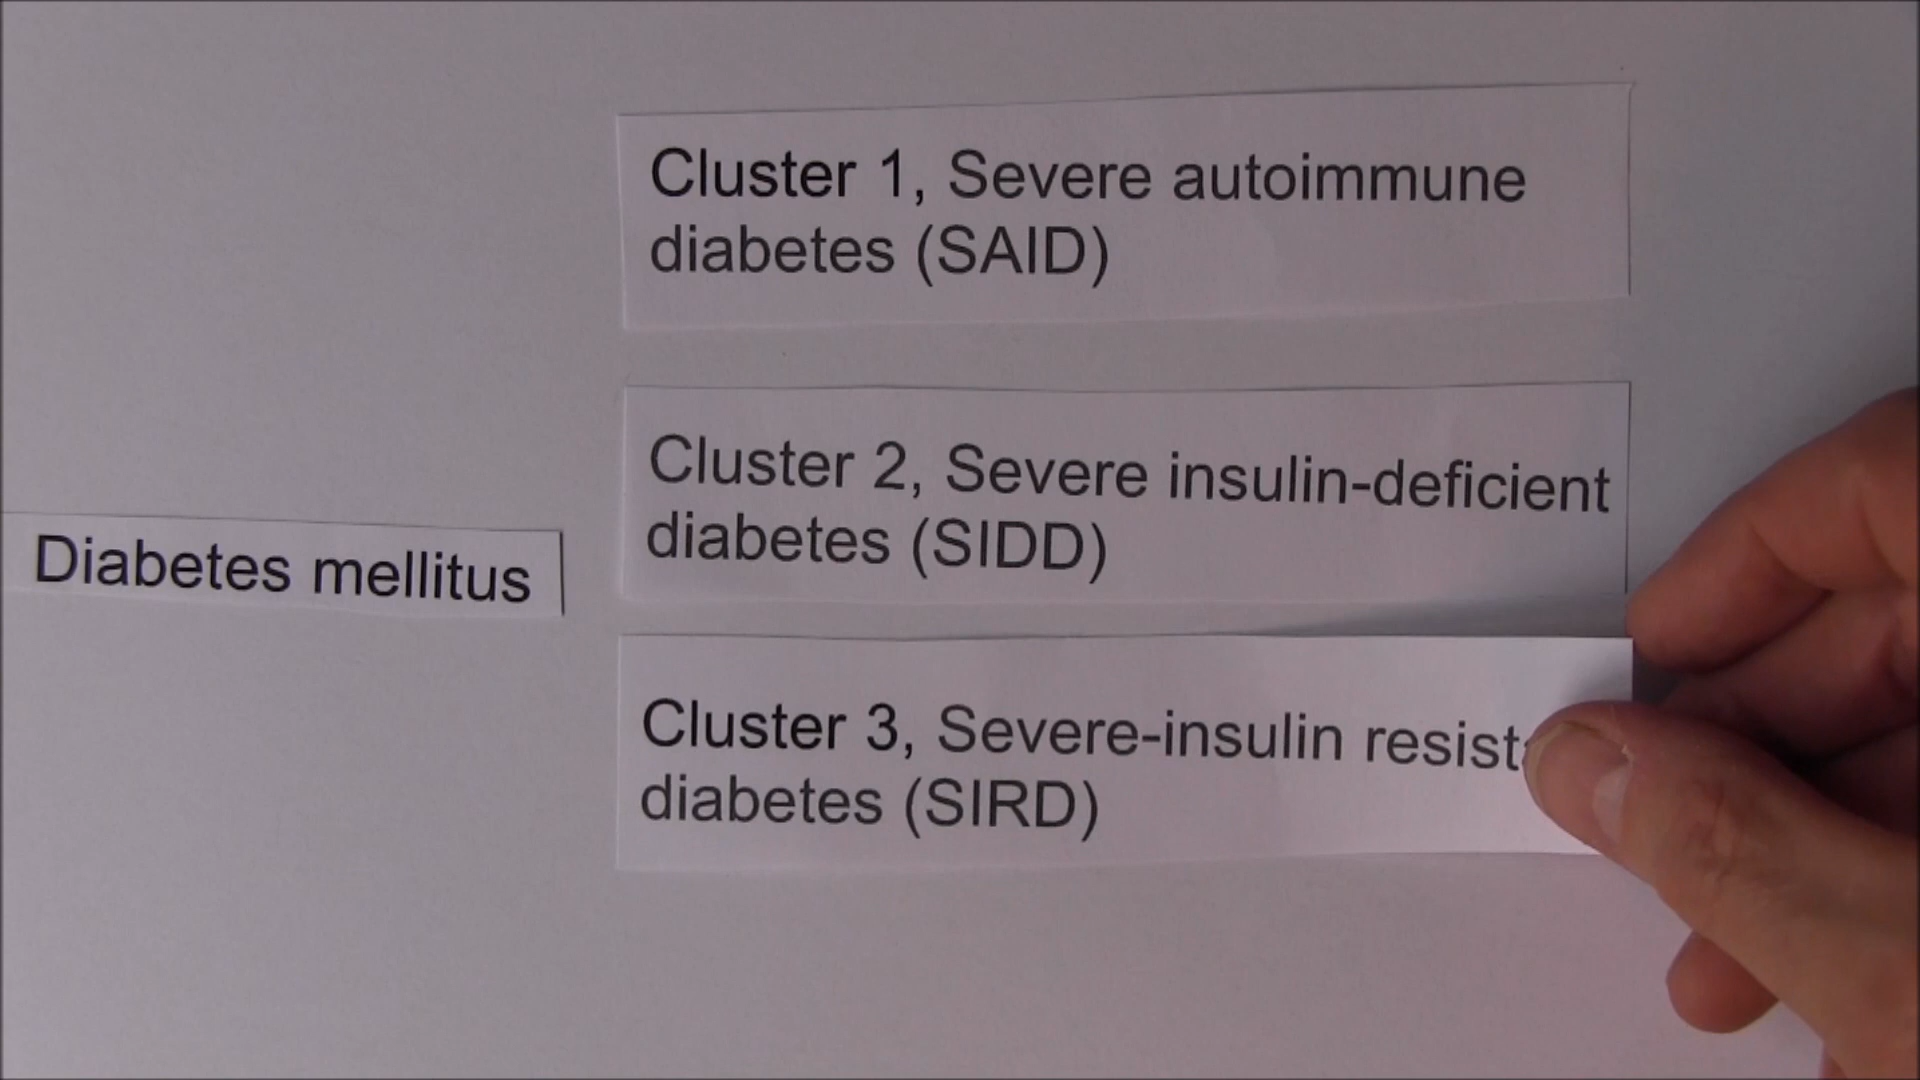 Cluster 1, Severe autoimmune
diabetes (SAID)
Cluster 2, Severe insulin-deficient
diabetes (SIDD)
Diabetes mellitus
Cluster 3, Severe-insulin
diabetes (SIRD)